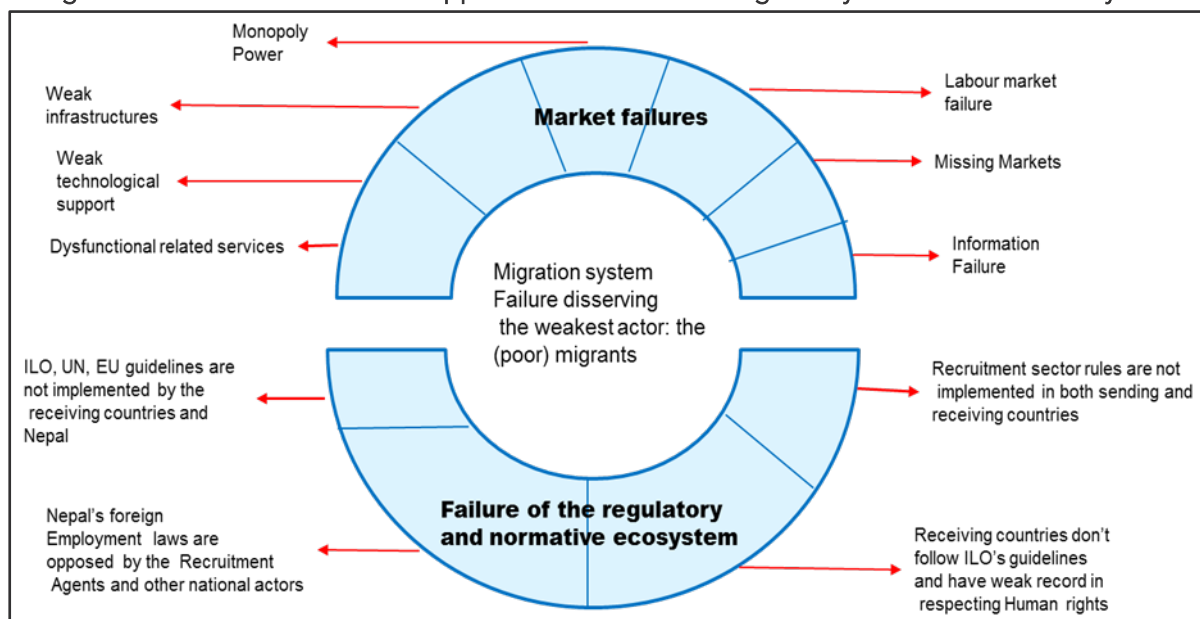 Monopoly
Power
Weak
infrastructures
Weak
technological
support
Dysfunctional related services
Market failures
Labour market
failure
Missing Markets
Information
Failure
Migration system
Failure disserving
the weakest actor: the
(poor) migrants
ILO, UN, EU guidelines are
not implemented by the
receiving countries and
Nepal
Nepal's foreign
Employment laws are
opposed by the Recruitment
Agents and other national actors
Failure of the regulatory
and normative ecosystem
Recruitment sector rules are not
implemented in both sending and
receiving countries
Receiving countries don't
follow ILO's guidelines
and have weak record in
respecting Human rights